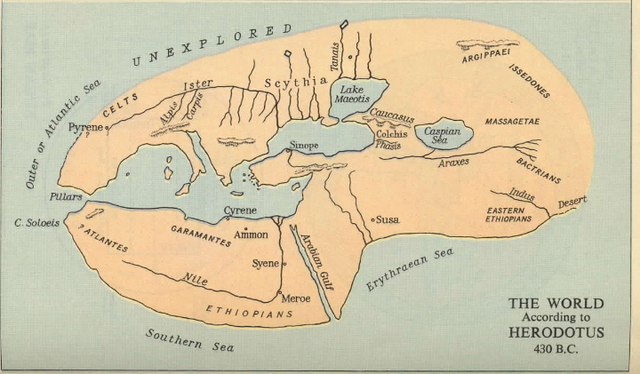 UNEXPLORED
Outer or Atlantic Sea
CELTS
Ister
Alpis
Carpis
Scythia
Tanais
ARGIPPAEI
ISSEDONES
Lake
Maeotis
MASSAGETAE
Caucasus
Colchis
Phasis
Caspian
Sea
Pyrene
Sinope
Araxes
BACTRIANS
Pillars
Indus
Desert
EASTERN
ETHIOPIANS
C. Soloeis
Cyrene
Susa
? ATLANTES
GARAMANTES
Ammon
Syene
Arabian Gulf
Erythraean Sea
Nile
Meroe
ETHIOPIANS
Southern Sea
THE WORLD
According to
HERODOTUS
430 B.C.